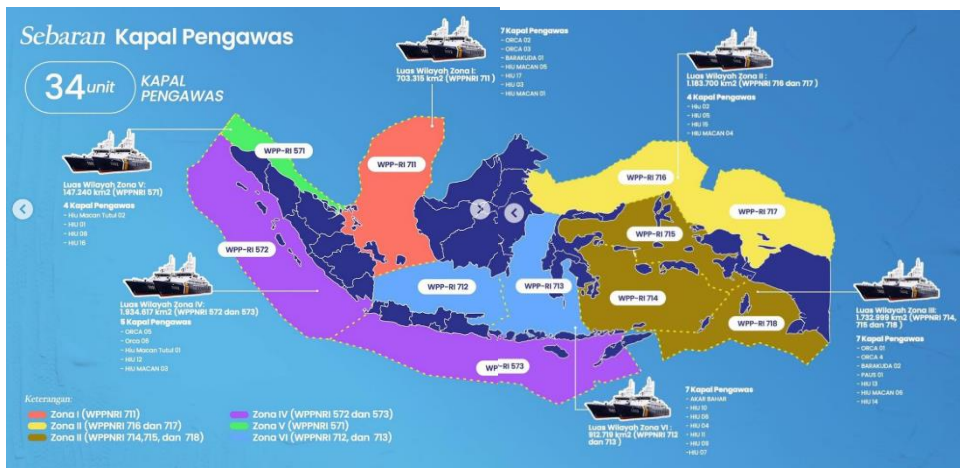 Sebaran Kapal Pengawas
34 unit
KAPAL
PENGAWAS
Luas Wilayah Zona I:
703.315 km2 (WPPNRI 711 )
7 Kapal Pengawas
- ORCA 02
- ORCA 03
- BARAKUDA 01
- HIU MACAN 05
- HIU 17
- HIU 03
- HIU MACAN 01
Luas Wilayah Zona II :
1.183.700 km2 (WPPNRI 716 dan 717 )
4 Kapal Pengawas
- HIU 02
- HIU 05
- HIU 15
- HIU MACAN 04
Luas Wilayah Zona V:
147.240 km2 (WPPNRI 571)
4 Kapal Pengawas
- Hiu Macan Tutul 02
- HIU 01
- HIU 08
- HIU 16
WPP-RI 571
WPP-RI 711
WPP-RI 716
WPP-RI 717
WPP-RI 715
WPP-RI 572
WPP-RI 712
WPP-RI 713
WPP-RI 714
WPP-RI 718
WPP-RI 573
Luas Wilayah Zona IV:
1.934.617 km2 (WPPNRI 572 dan 573)
5 Kapal Pengawas
- ORCA 05
- Orca 06
- Hiu Macan Tutul 01
- HIU 12
- HIU MACAN 03
Luas Wilayah Zona III:
1.732.999 km2 (WPPNRI 714,
715 dan 718 )
7 Kapal Pengawas
- ORCA 01
- ORCA 4
- BARAKUDA 02
- PAUS 01
- HIU 13
- HIU MACAN 06
- HIU 14
Luas Wilayah Zona VI :
912.719 km2 (WPPNRI 712
dan 713 )
7 Kapal Pengawas
- AKAR BAHAR
- HIU 10
- HIU 06
- HIU 04
- HIU 11
- HIU 09
-HIU 07
Keterangan:
Zona I (WPPNRI 711)
Zona II (WPPNRI 716 dan 717)
Zona II (WPPNRI 714,715, dan 718)
Zona IV (WPPNRI 572 dan 573)
Zona V (WPPNRI 571)
Zona VI (WPPNRI 712, dan 713)